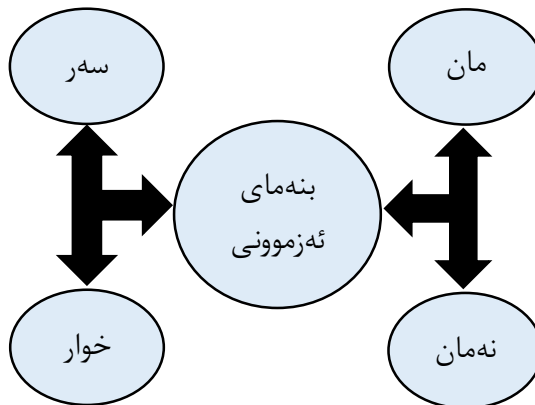 مان
سەر
بنەمای
ئەزموونی
نەمان
خوار